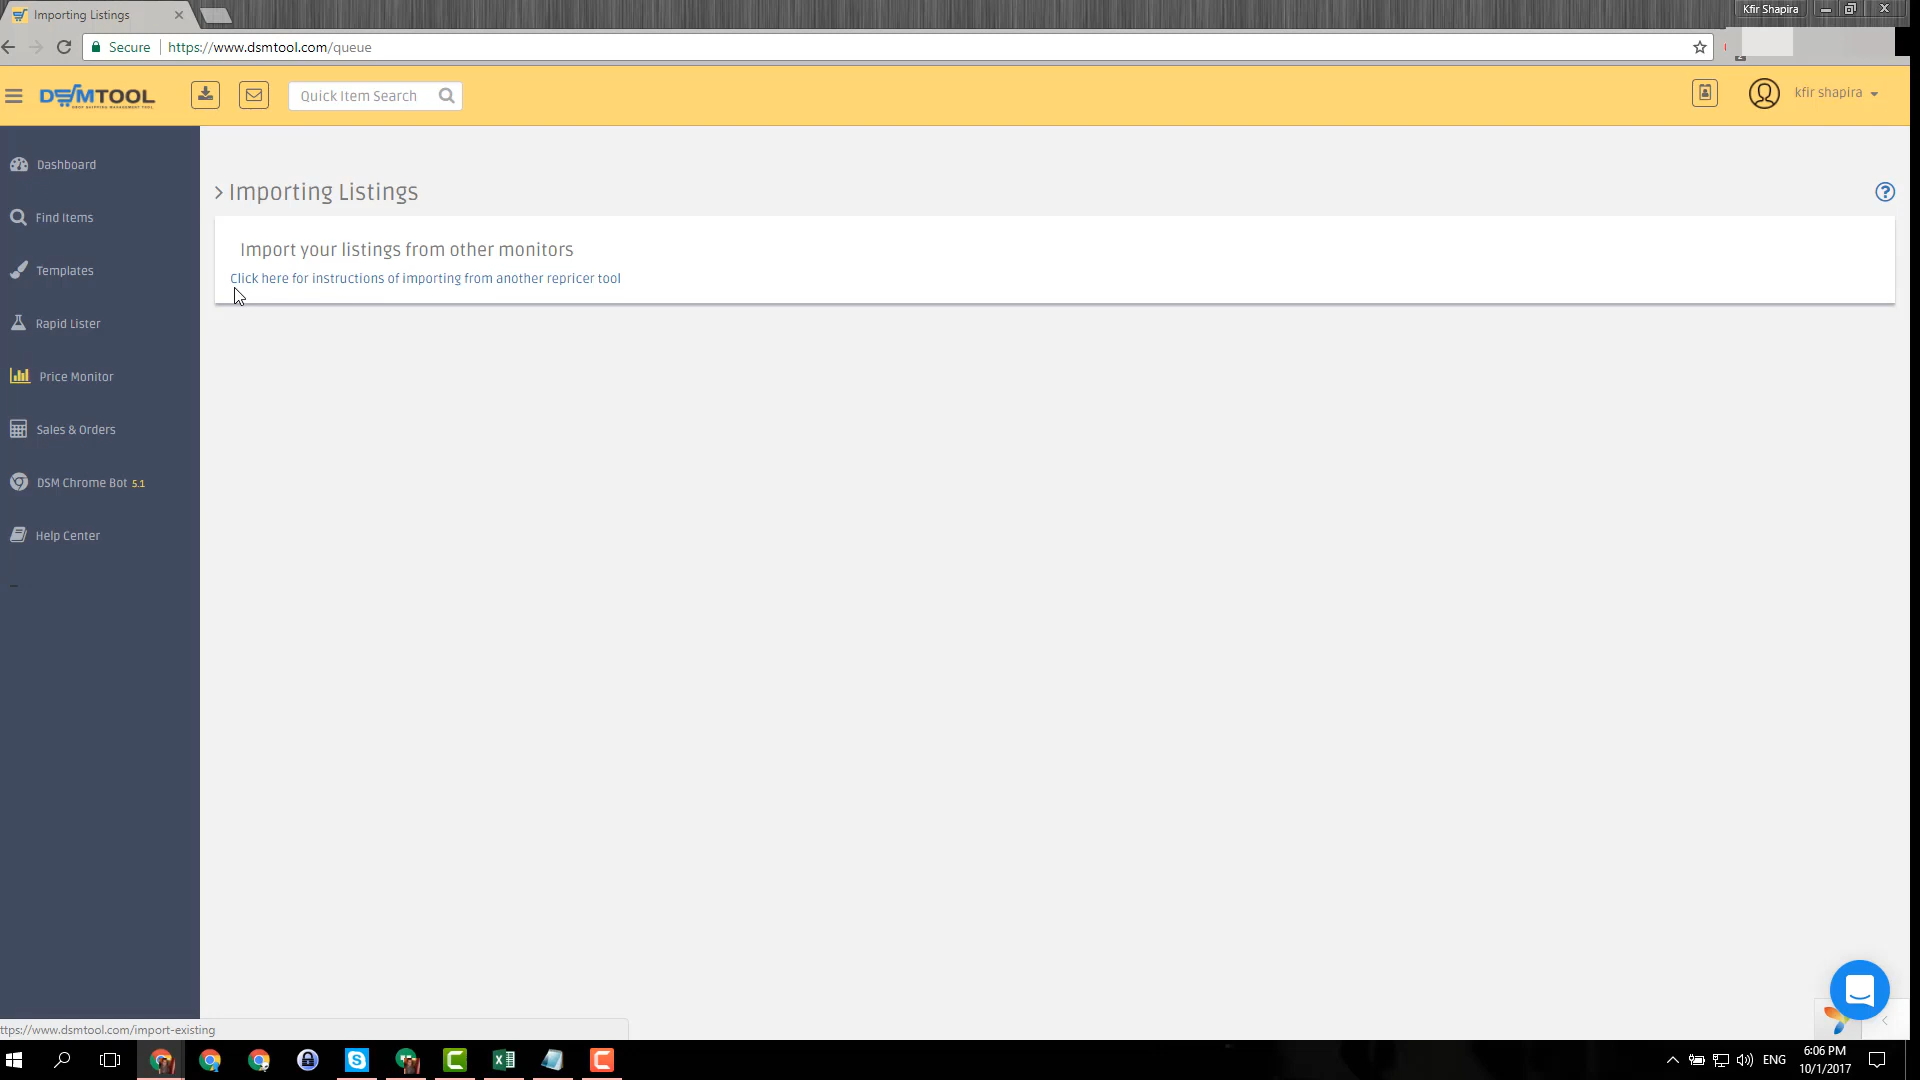 Importing Listings
Kfir Shapira
Secure
https://www.dsmtool.com/queue
DSMTOOL
Quick Item Search
kfir shapira
Dashboard
Find Items
Templates
Rapid Lister
Price Monitor
Sales & Orders
DSM Chrome Bot 5.1
Help Center
> Importing Listings
Import your listings from other monitors
Click here for instructions of importing from another repricer tool
ttps://www.dsmtool.com/import-existing
ENG
6:06 PM
10/1/2017